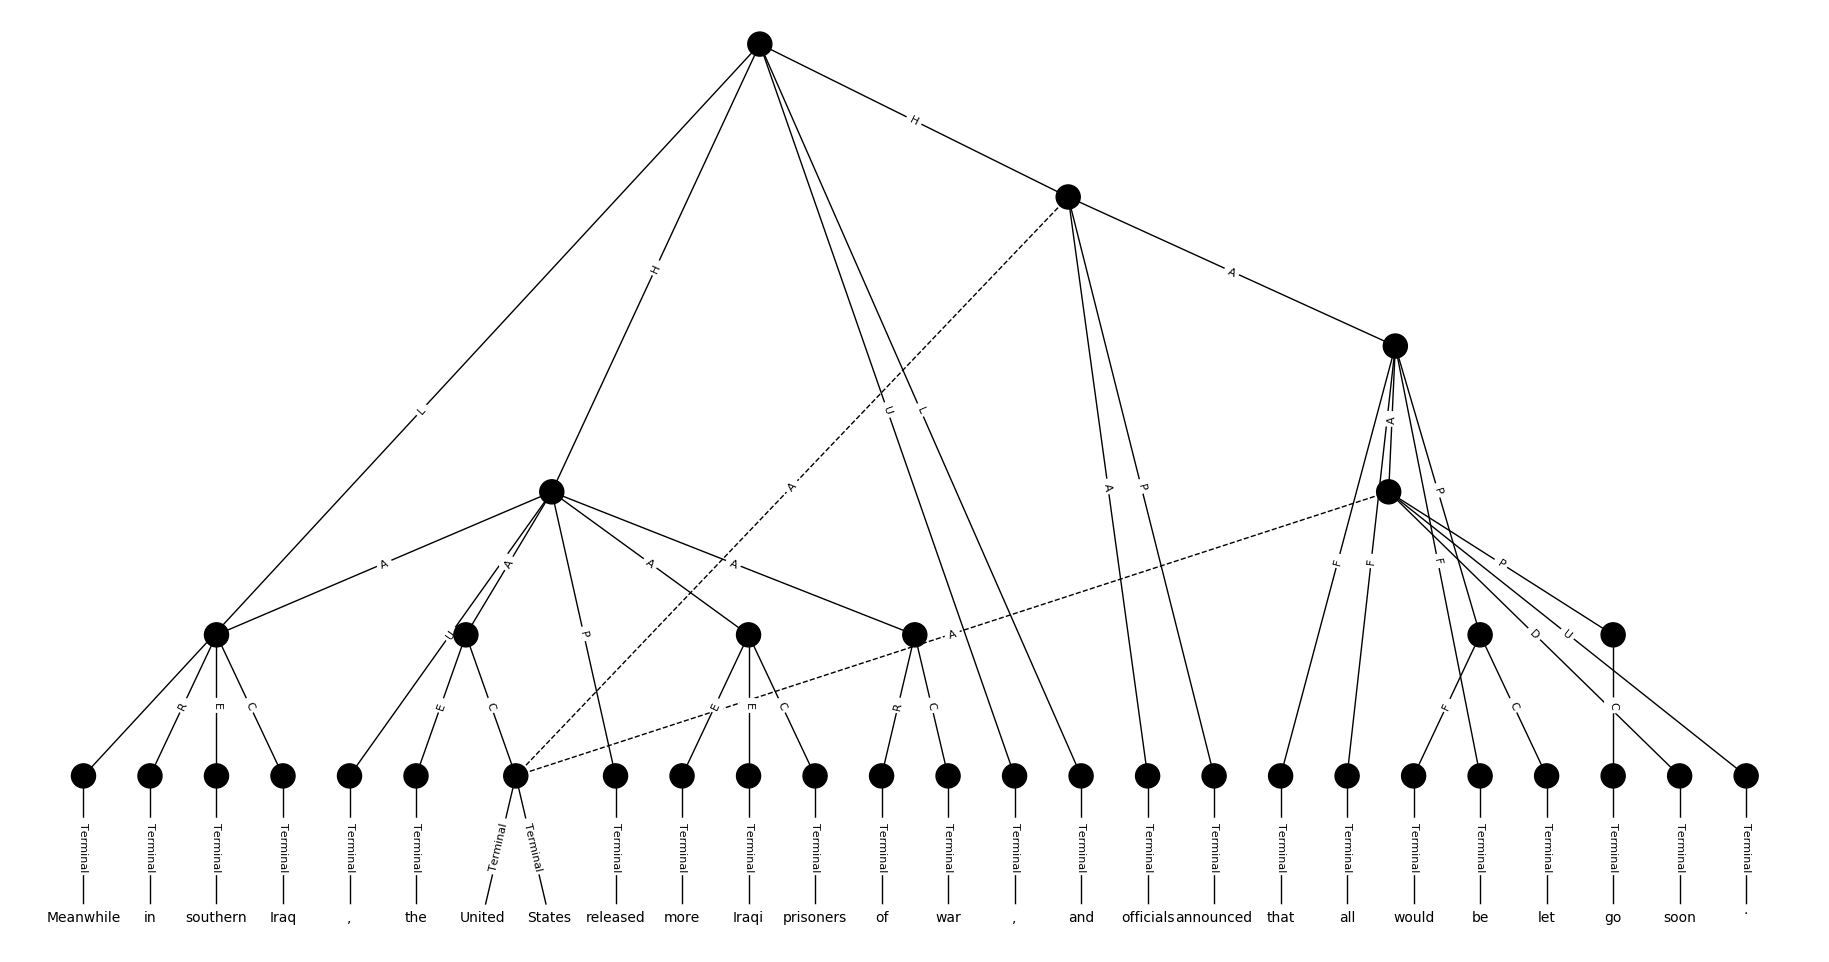 H
H
A
L
A
U
L
A
A
P
P
A
A
A
A
P
F
F
F
P
U
P
A
D
U
R
E
C
E
C
E
E
C
R
C
F
C
C
Terminal Terminal Terminal Terminal Terminal Terminal Terminal Terminal Terminal Terminal Terminal Terminal Terminal Terminal Terminal Terminal Terminal Terminal Terminal Terminal Terminal Terminal Terminal Terminal Terminal Terminal
Meanwhile in southern Iraq , the United States released more Iraqi prisoners of war , and officials announced that all would be let go soon .